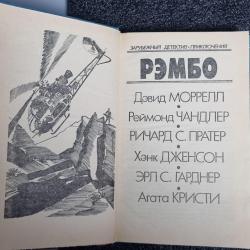 ЗАРУБЕЖНЫЙ ДЕТЕКТИВ • ПРИКЛЮЧЕНИЯ
РЭМБО
Дэвид МОРРЕЛЛ
Реймонд ЧАНДЛЕР
РИЧАРД С. ПРАТЕР
Хэнк ДЖЕНСОН
ЭРЛ С. ГАРДНЕР
Агата КРИСТИ